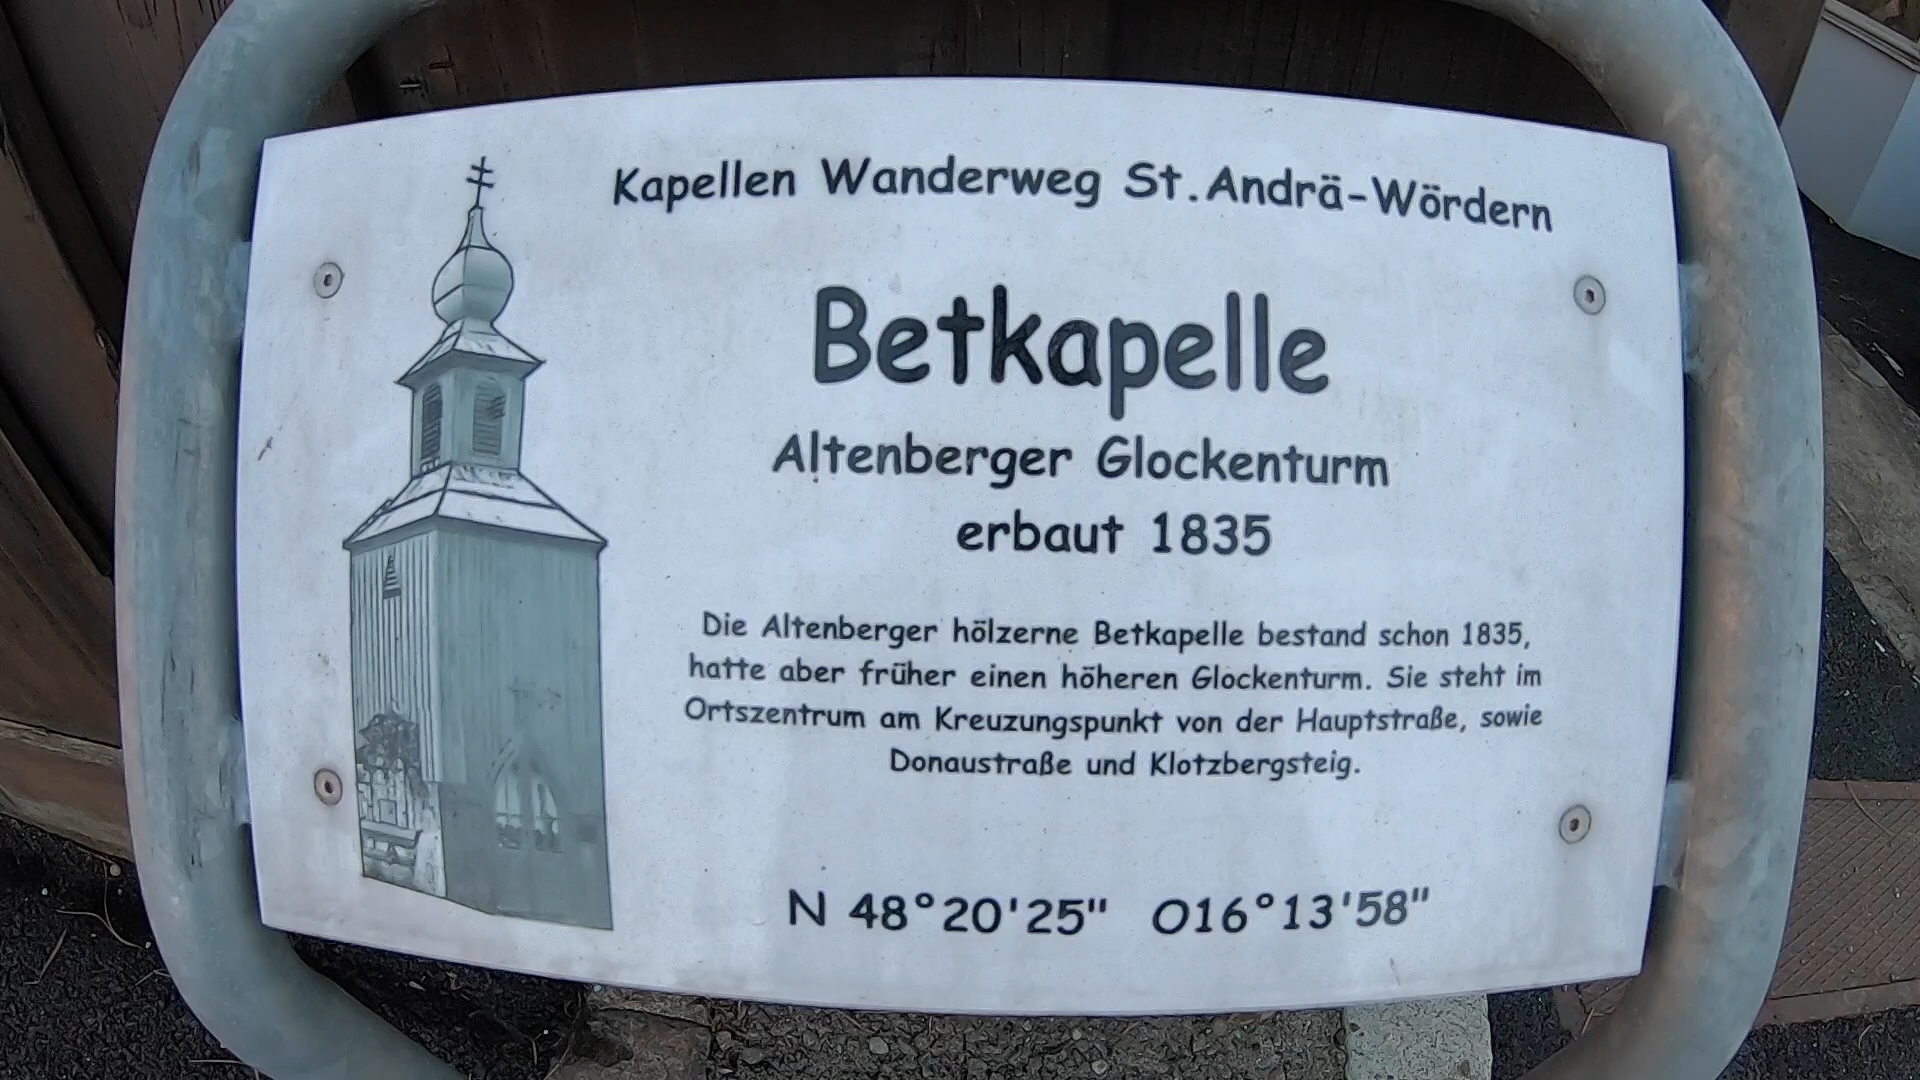 Kapellen Wanderweg St.Andrä-Wördern
Betkapelle
Altenberger Glockenturm
erbaut 1835
Die Altenberger hölzerne Betkapelle bestand schon 1835,
hatte aber früher einen höheren Glockenturm. Sie steht im
Ortszentrum am Kreuzungspunkt von der Hauptstraße, sowie
Donaustraße und Klotzbergsteig.
N 48°20'25" O16°13'58"